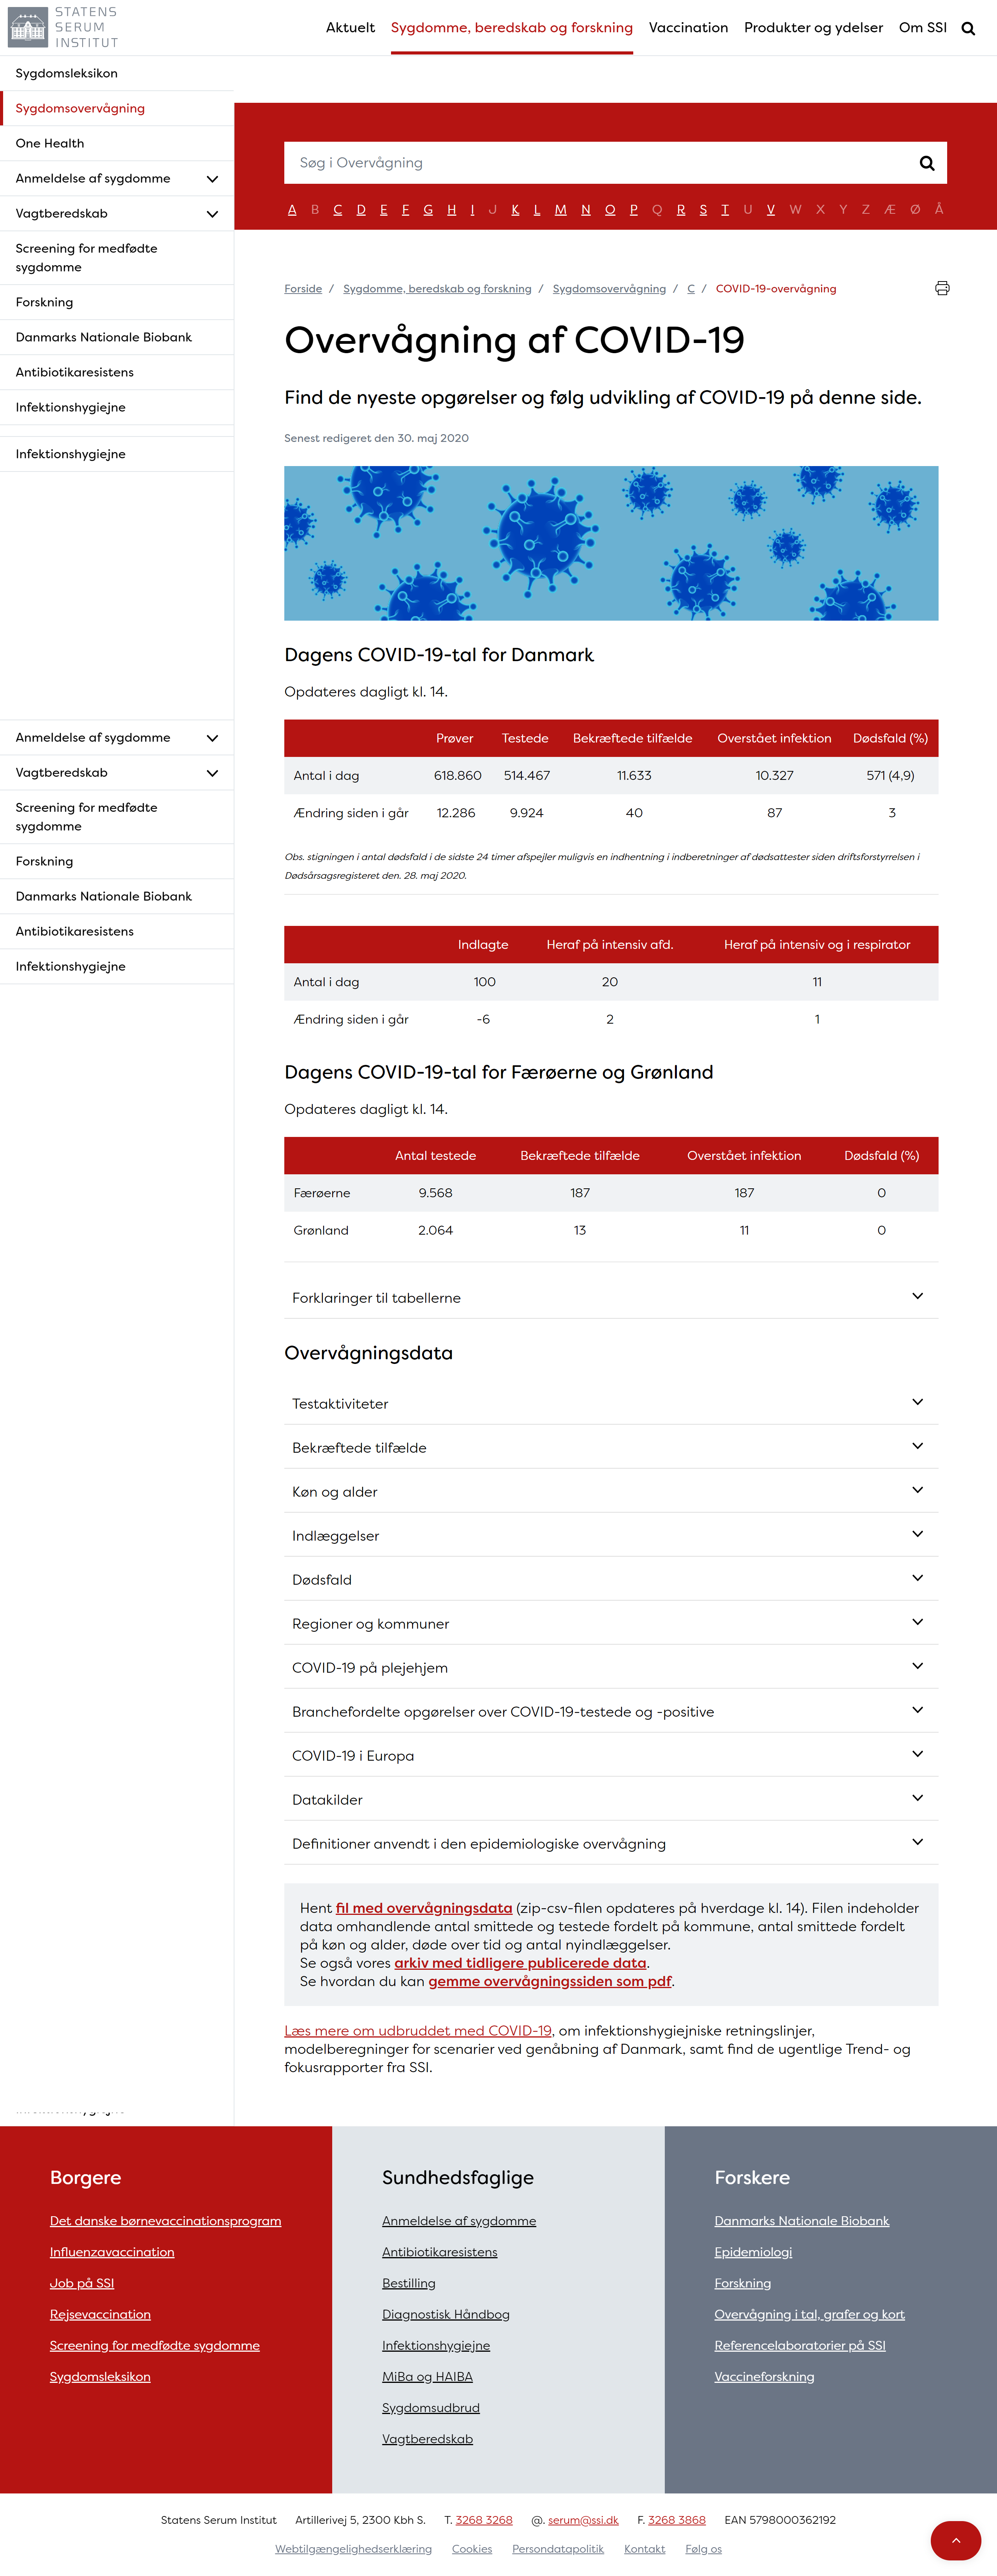 STATENS
SERUM
INSTITUT
Aktuelt Sygdomme, beredskab og forskning Vaccination Produkter og ydelser Om SSI
Sygdomsleksikon
Sygdomsovervågning
One Health
Anmeldelse af sygdomme
Vagtberedskab
Screening for medfødte
sygdomme
Forskning
Danmarks Nationale Biobank
Antibiotikaresistens
Infektionshygiejne
Infektionshygiejne
Anmeldelse af sygdomme
Vagtberedskab
Screening for medfødte
sygdomme
Forskning
Danmarks Nationale Biobank
Antibiotikaresistens
Infektionshygiejne
Søg i Overvågning
A B C D E F G H I J K L M N O P Q R S T U V W X Y Z Æ Ø Å
Forside / Sygdomme, beredskab og forskning / Sygdomsovervågning / C / COVID-19-overvågning
Overvågning af COVID-19
Find de nyeste opgørelser og følg udvikling af COVID-19 på denne side.
Senest redigeret den 30. maj 2020
Dagens COVID-19-tal for Danmark
Opdateres dagligt kl. 14.
Prøver Testede Bekræftede tilfælde Overstået infektion Dødsfald (%)
Antal i dag 618.860 514.467 11.633 10.327 571 (4,9)
Ændring siden i går 12.286 9.924 40 87 3
Obs. stigningen i antal dødsfald i de sidste 24 timer afspejler muligvis en indhentning i indberetninger af dødsattester siden driftsforstyrrelsen i
Dødsårsagsregisteret den. 28. maj 2020.
Indlagte Heraf på intensiv afd. Heraf på intensiv og i respirator
Antal i dag 100 20 11
Ændring siden i går -6 2 1
Dagens COVID-19-tal for Færøerne og Grønland
Opdateres dagligt kl. 14.
Antal testede Bekræftede tilfælde Overstået infektion Dødsfald (%)
Færøerne 9.568 187 187 0
Grønland 2.064 13 11 0
Forklaringer til tabellerne
Overvågningsdata
Testaktiviteter
Bekræftede tilfælde
Køn og alder
Indlæggelser
Dødsfald
Regioner og kommuner
COVID-19 på plejehjem
Branchefordelte opgørelser over COVID-19-testede og -positive
COVID-19 i Europa
Datakilder
Definitioner anvendt i den epidemiologiske overvågning
Hent fil med overvågningsdata (zip-csv-filen opdateres på hverdage kl. 14). Filen indeholder
data omhandlende antal smittede og testede fordelt på kommune, antal smittede fordelt
på køn og alder, døde over tid og antal nyindlæggelser.
Se også vores arkiv med tidligere publicerede data.
Se hvordan du kan gemme overvågningssiden som pdf.
Læs mere om udbruddet med COVID-19, om infektionshygiejniske retningslinjer,
modelberegninger for scenarier ved genåbning af Danmark, samt find de ugentlige Trend- og
fokusrapporter fra SSI.
Borgere
Det danske børnevaccinationsprogram
Influenzavaccination
Job på SSI
Rejsevaccination
Screening for medfødte sygdomme
Sygdomsleksikon
Sundhedsfaglige
Anmeldelse af sygdomme
Antibiotikaresistens
Bestilling
Diagnostisk Håndbog
Infektionshygiejne
MiBa og HAIBA
Sygdomsudbrud
Vagtberedskab
Forskere
Danmarks Nationale Biobank
Epidemiologi
Forskning
Overvågning i tal, grafer og kort
Referencelaboratorier på SSI
Vaccineforskning
Statens Serum Institut Artillerivej 5, 2300 Kbh S. T. 3268 3268 @. serum@ssi.dk F. 3268 3868 EAN 5798000362192
Webtilgængelighedserklæring Cookies Persondatapolitik Kontakt Følg os